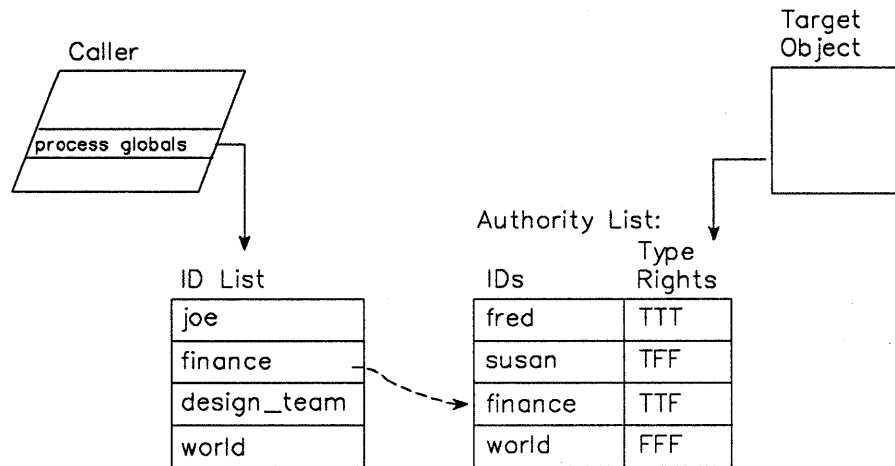 Caller
Target
Object
process globals
Authority List:
ID List
IDs
Type
Rights
joe
fred TTT
finance
susan TFF
design_team
finance TTF
world
world FFF